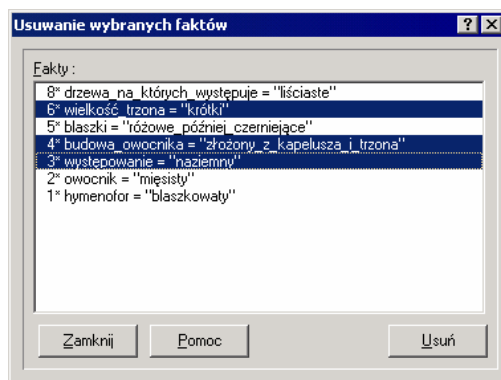 Usuwanie wybranych faktów
Fakty :
8* drzewa_na_których_występuje = "liściaste"
6* wielkość_trzona = "krótki"
5* blaszki = "różowe_później_czerniejące"
4* budowa_owocnika = "złożony_z_kapelusza_i_trzona"
3* występowanie = "naziemny"
2* owocnik = "mięsisty"
1* hymenofor = "blaszkowaty"
Zamknij Pomoc Usuń